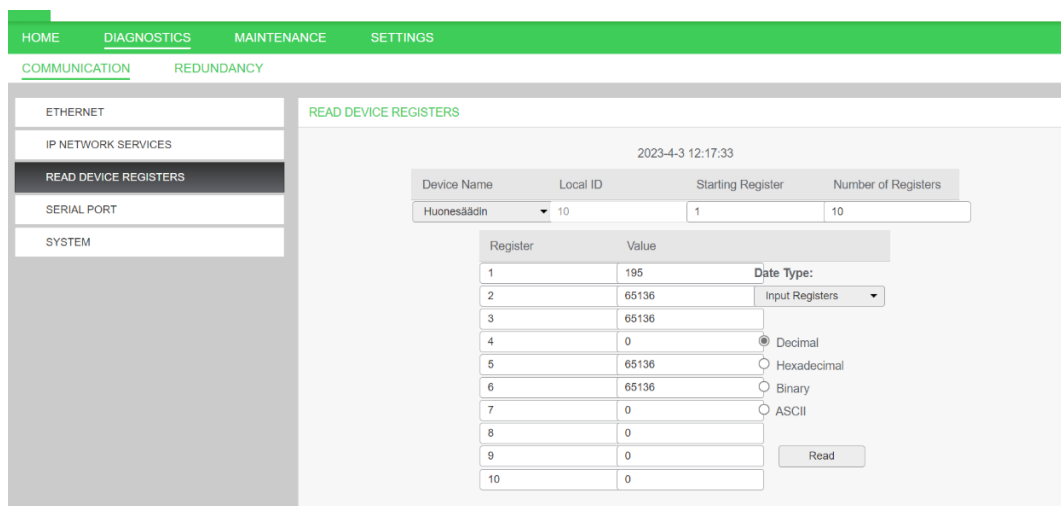 HOME DIAGNOSTICS MAINTENANCE SETTINGS
COMMUNICATION REDUNDANCY
ETHERNET
IP NETWORK SERVICES
READ DEVICE REGISTERS
SERIAL PORT
SYSTEM
READ DEVICE REGISTERS
2023-4-3 12:17:33
Device Name Local ID Starting Register Number of Registers
Huonesäädin 10 1 10
Register Value
1 195 Date Type:
2 65136 Input Registers
3 65136
4 0 Decimal
5 65136 Hexadecimal
6 65136 Binary
7 0 ASCII
8 0
9 0 Read
10 0